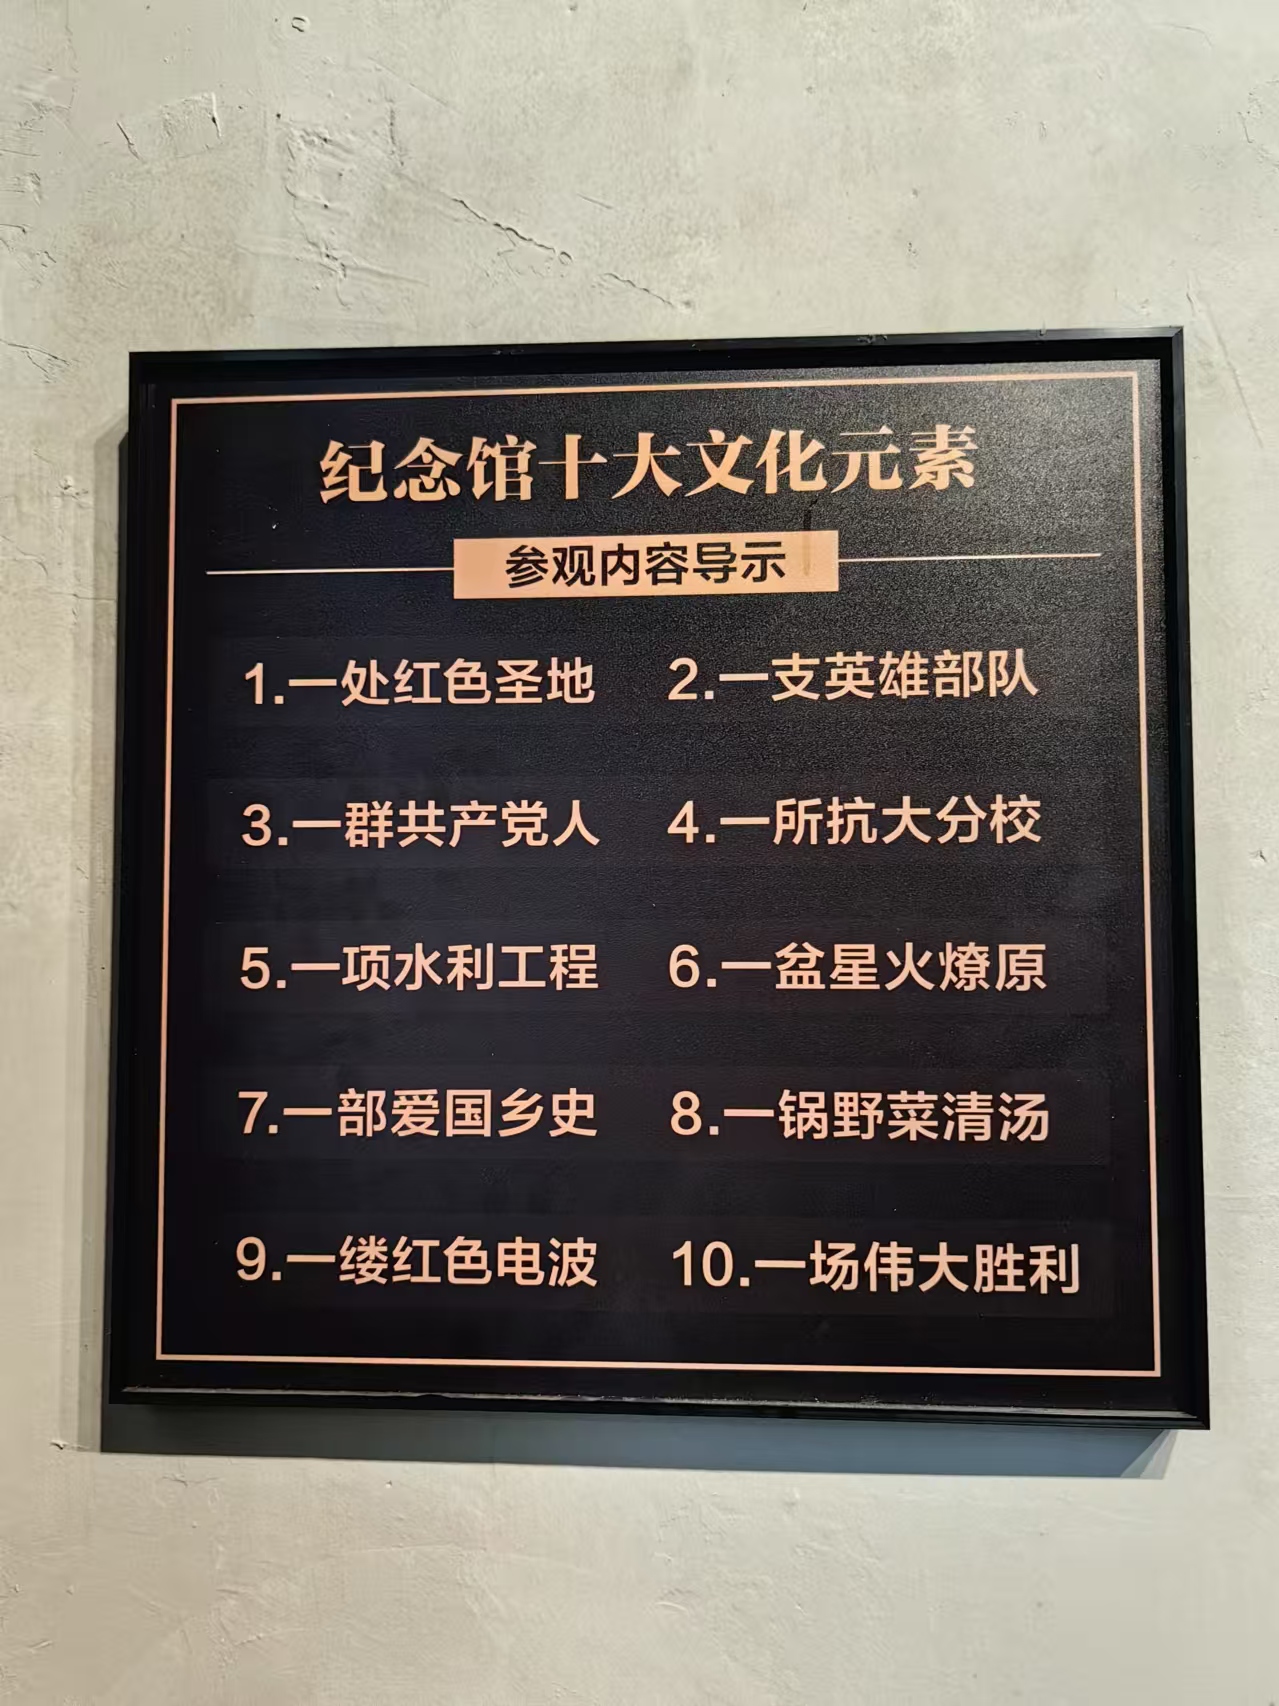 纪念馆十大文化元素
参观内容导示
1.一处红色圣地 2.一支英雄部队
3.一群共产党人 4.一所抗大分校
5.一项水利工程 6.一盆星火燎原
7.一部爱国乡史 8.一锅野菜清汤
9.一缕红色电波 10.一场伟大胜利